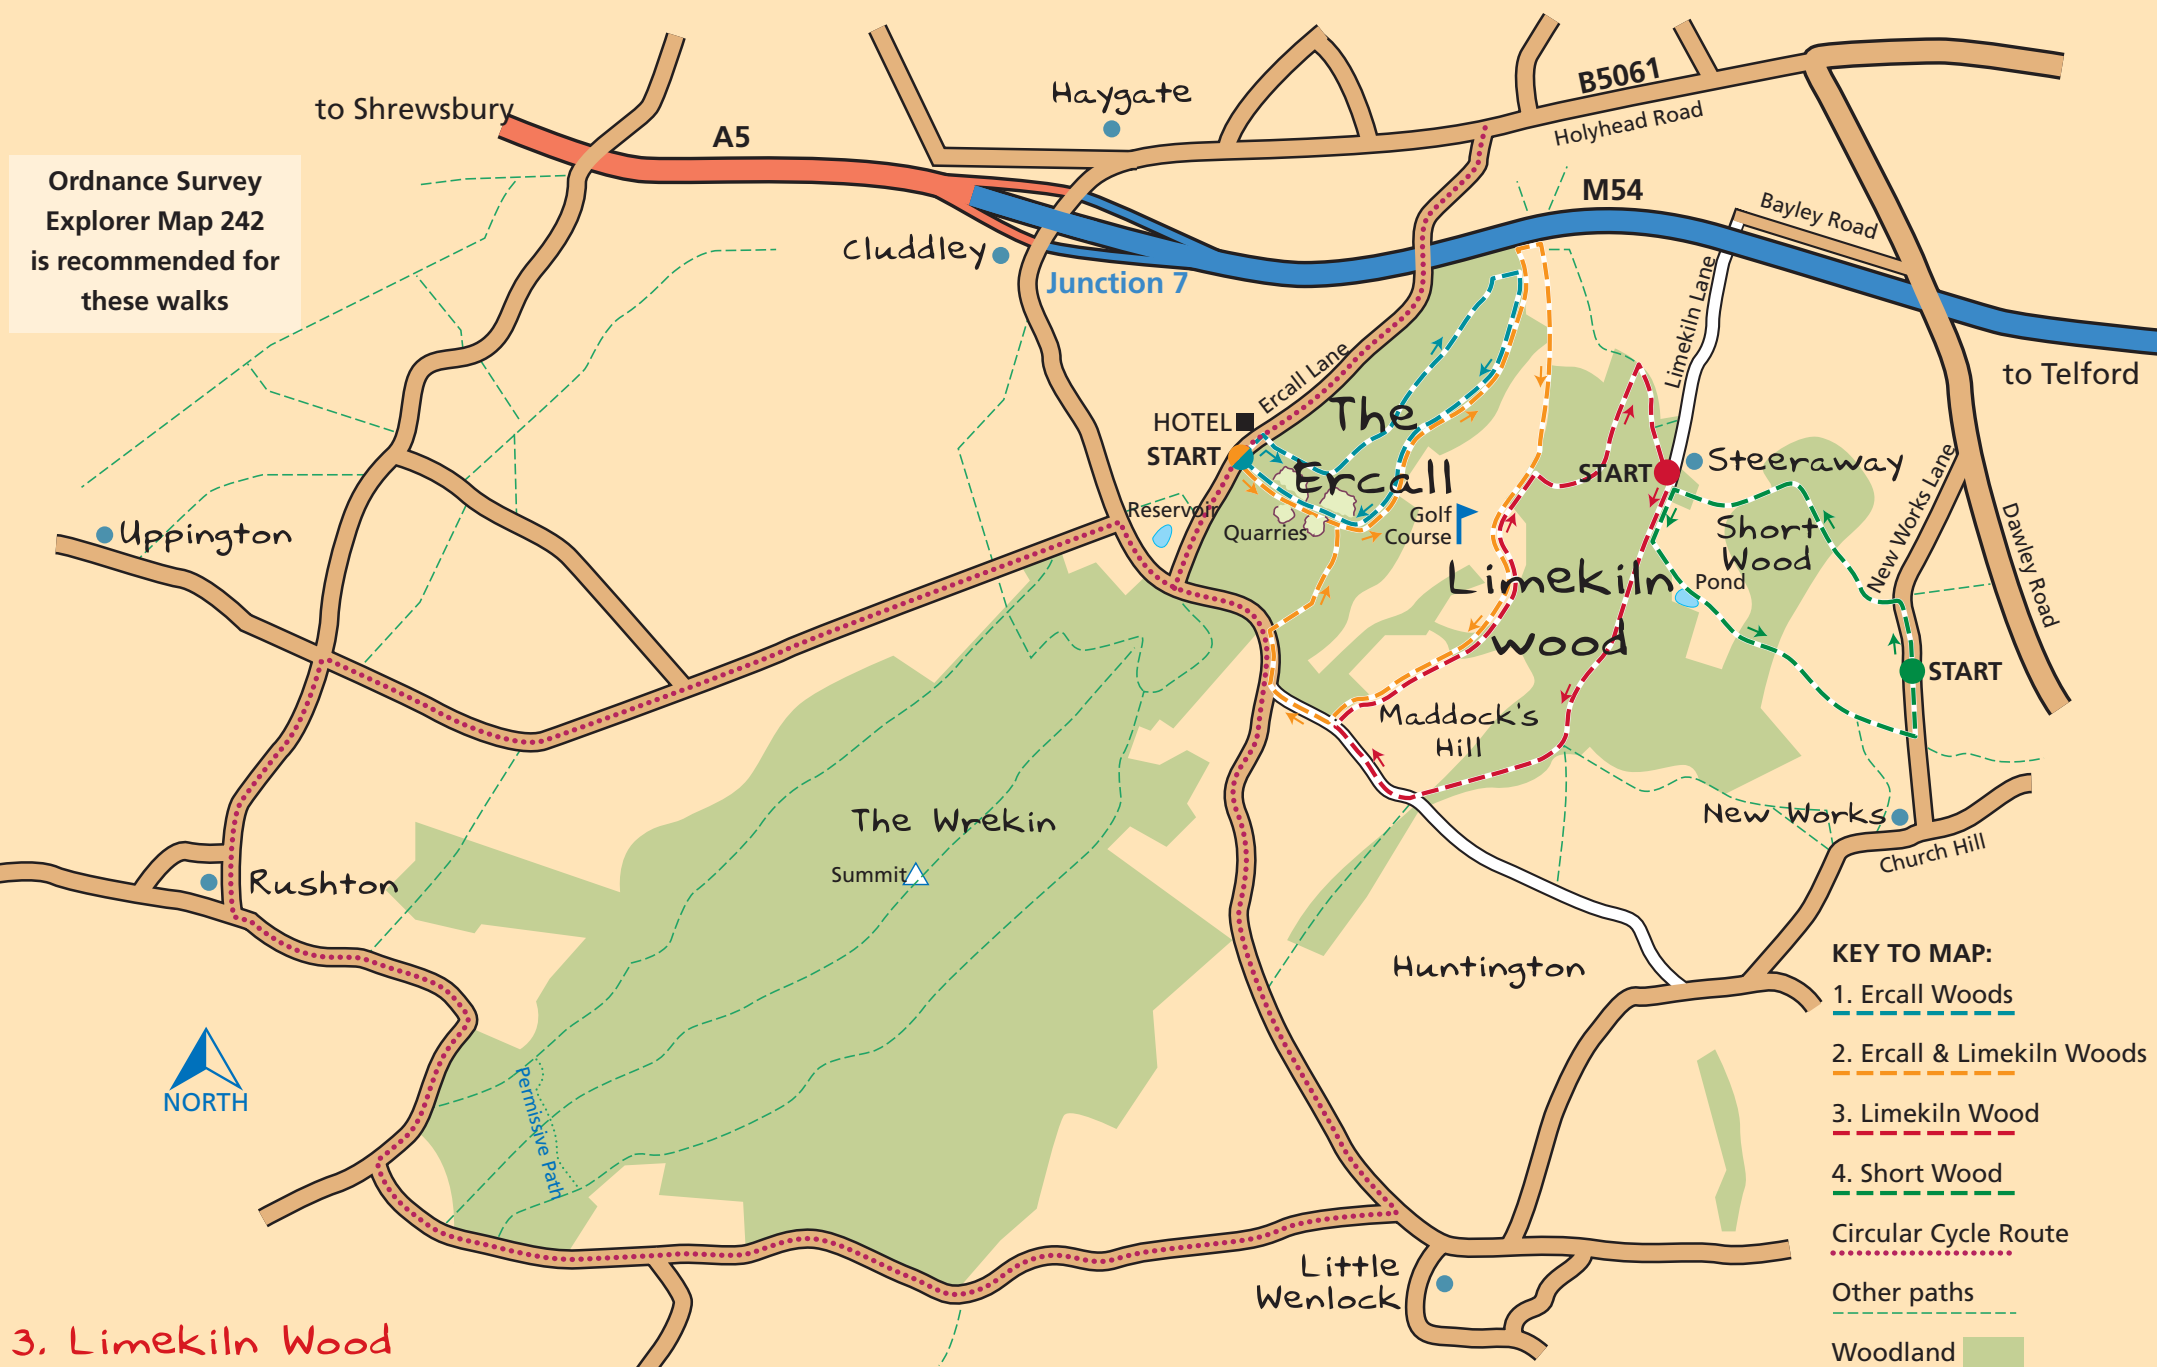 to Shrewsbury
A5
Haygate
B5061
Holyhead Road
M54
Bayley Road
Ordnance Survey
Explorer Map 242
is recommended for
these walks
Cluddley
Junction 7
Limekiln Lane
to Telford
Ercall Lane
HOTEL
START
The
Ercall
START
Steeraway
Uppington
Reservoir
Quarries
Golf
Course
Short
Wood
New Works Lane
Dawley Road
Limekiln
Wood
Pond
START
Maddock's
Hill
The Wrekin
Summit
New Works
Church Hill
Rushton
Huntington
NORTH
Permissive Path
KEY TO MAP:
1. Ercall Woods
2. Ercall & Limekiln Woods
3. Limekiln Wood
4. Short Wood
Circular Cycle Route
Other paths
Woodland
Little
Wenlock
3. Limekiln Wood